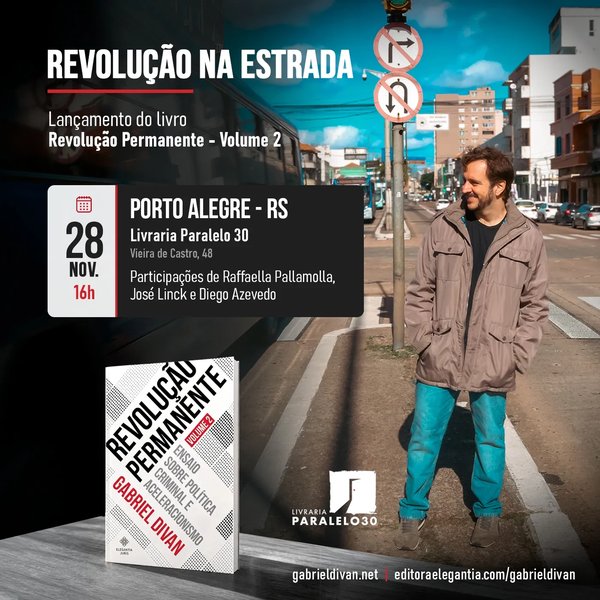 REVOLUÇÃO NA ESTRADA
Lançamento do livro
Revolução Permanente - Volume 2
28
NOV.
16h
PORTO ALEGRE - RS
Livraria Paralelo 30
Vieira de Castro, 48
Participações de Raffaella Pallamolla,
José Linck e Diego Azevedo
REVOLUÇÃO
PERMANENTE
VOLUME 2
ENSAIO
SOBRE POLÍTICA
CRIMINAL E
ACELERACIONISMO
GABRIEL DIVAN
ELEGANTIA
JURIS
LIVRARIA
PARALELO30
gabrieldivan.net | editoraelegantia.com/gabrieldivan